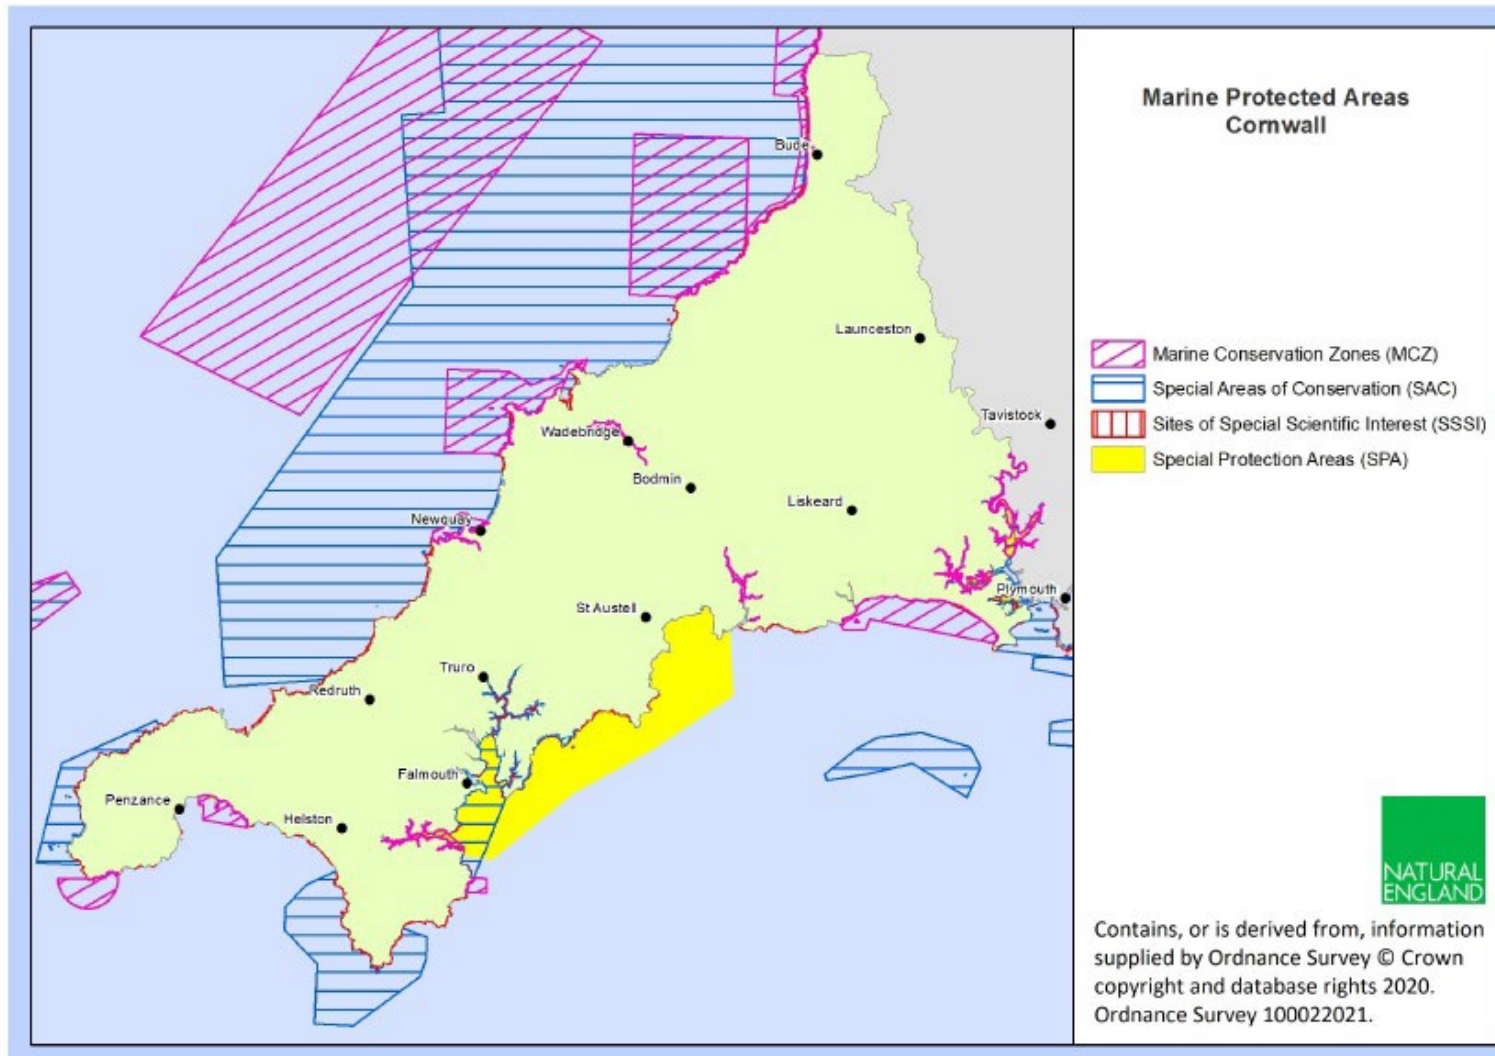 Marine Protected Areas
Cornwall
Bude
Launceston
Tavistock
Wadebridge
Bodmin
Liskeard
Newquay
Plymouth
St Austell
Truro
Redruth
Falmouth
Penzance
Helston
Marine Conservation Zones (MCZ)
Special Areas of Conservation (SAC)
Sites of Special Scientific Interest (SSSI)
Special Protection Areas (SPA)
NATURAL
ENGLAND
Contains, or is derived from, information
supplied by Ordnance Survey © Crown
copyright and database rights 2020.
Ordnance Survey 100022021.